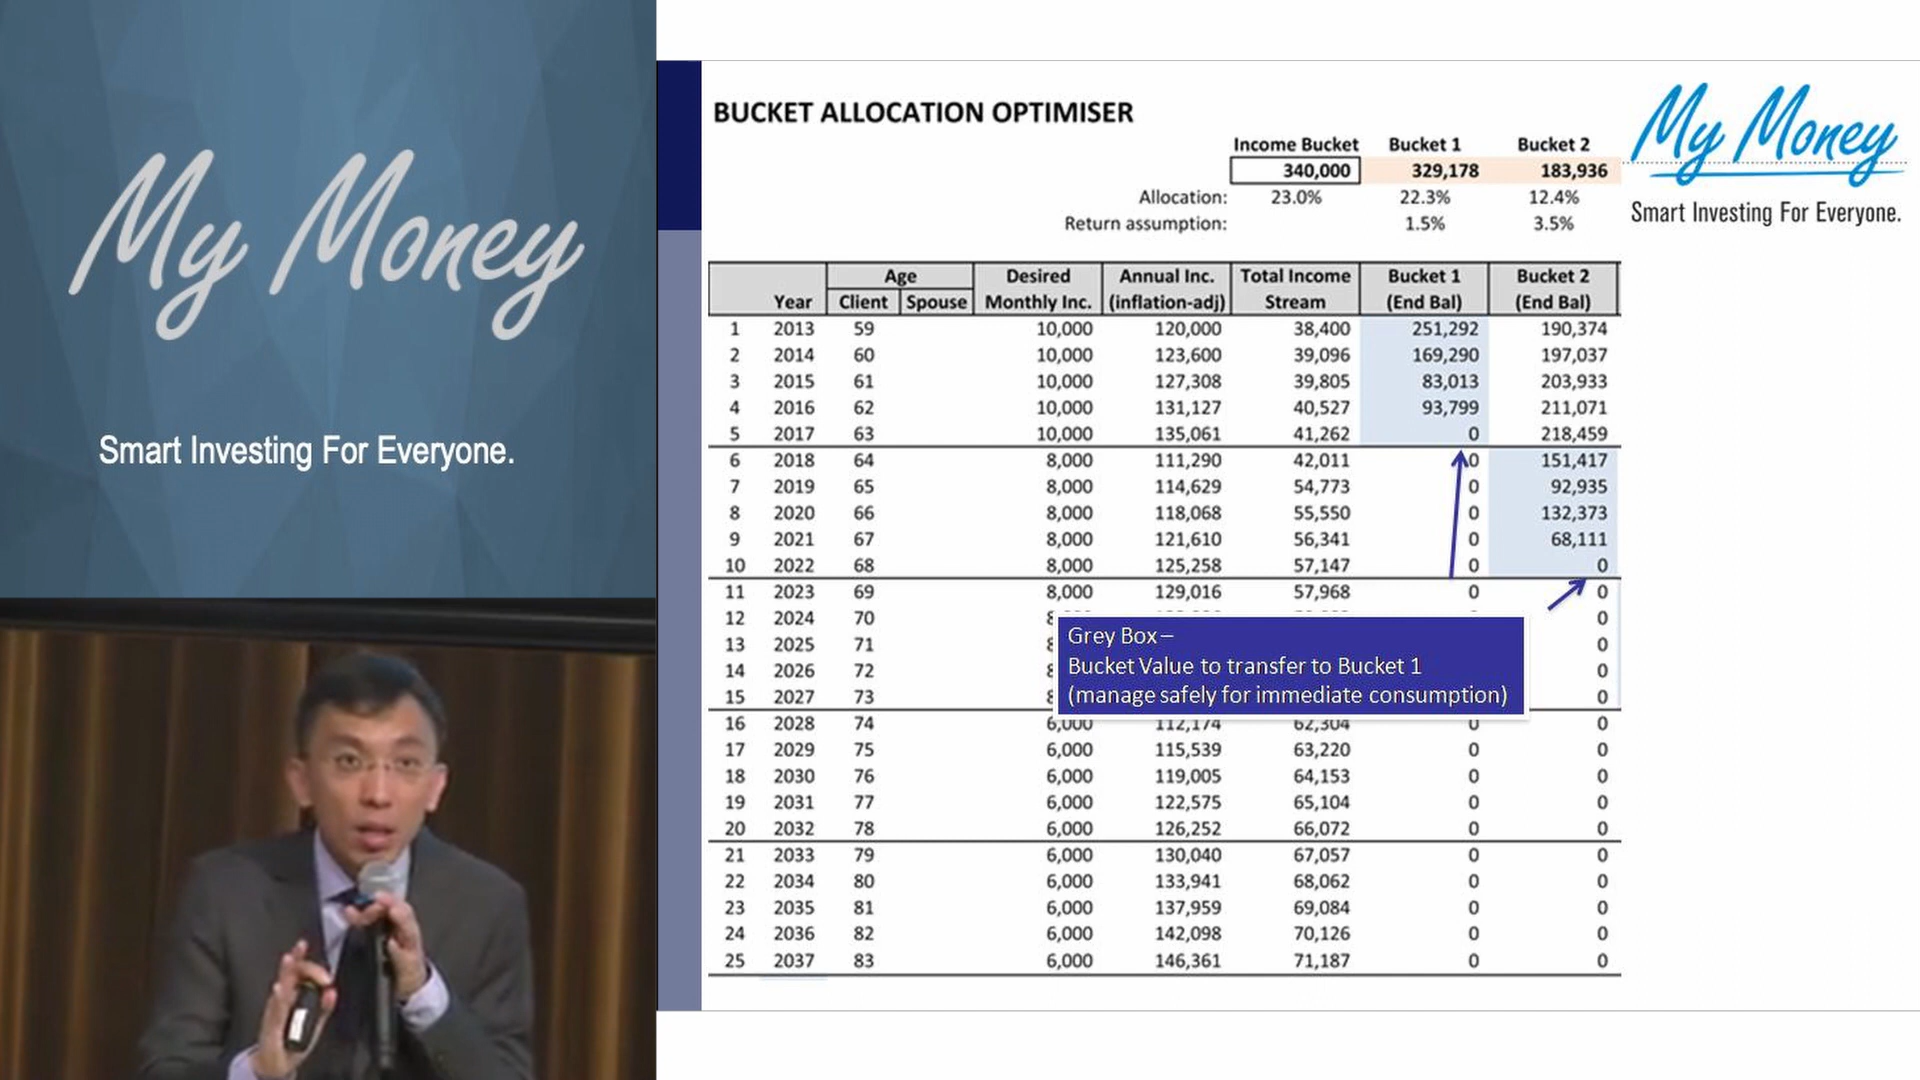 My Money
Smart Investing For Everyone.
BUCKET ALLOCATION OPTIMISER
My Money
Smart Investing For Everyone.
Income Bucket Bucket 1 Bucket 2
340,000 329,178 183,936
Allocation: 23.0% 22.3% 12.4%
Return assumption: 1.5% 3.5%
Age Desired Annual Inc. Total Income Bucket 1 Bucket 2
Year Client Spouse Monthly Inc. (inflation-adj) Stream (End Bal) (End Bal)
1 2013 59 10,000 120,000 38,400 251,292 190,374
2 2014 60 10,000 123,600 39,096 169,290 197,037
3 2015 61 10,000 127,308 39,805 83,013 203,933
4 2016 62 10,000 131,127 40,527 93,799 211,071
5 2017 63 10,000 135,061 41,262 0 218,459
6 2018 64 8,000 111,290 42,011 0 151,417
7 2019 65 8,000 114,629 54,773 0 92,935
8 2020 66 8,000 118,068 55,550 0 132,373
9 2021 67 8,000 121,610 56,341 0 68,111
10 2022 68 8,000 125,258 57,147 0 0
11 2023 69 8,000 129,016 57,968 0 0
12 2024 70 0
13 2025 71 0
14 2026 72 0
15 2027 73 0
Grey Box –
Bucket Value to transfer to Bucket 1
(manage safely for immediate consumption)
16 2028 74 6,000 112,174 62,304 0 0
17 2029 75 6,000 115,539 63,220 0 0
18 2030 76 6,000 119,005 64,153 0 0
19 2031 77 6,000 122,575 65,104 0 0
20 2032 78 6,000 126,252 66,072 0 0
21 2033 79 6,000 130,040 67,057 0 0
22 2034 80 6,000 133,941 68,062 0 0
23 2035 81 6,000 137,959 69,084 0 0
24 2036 82 6,000 142,098 70,126 0 0
25 2037 83 6,000 146,361 71,187 0 0